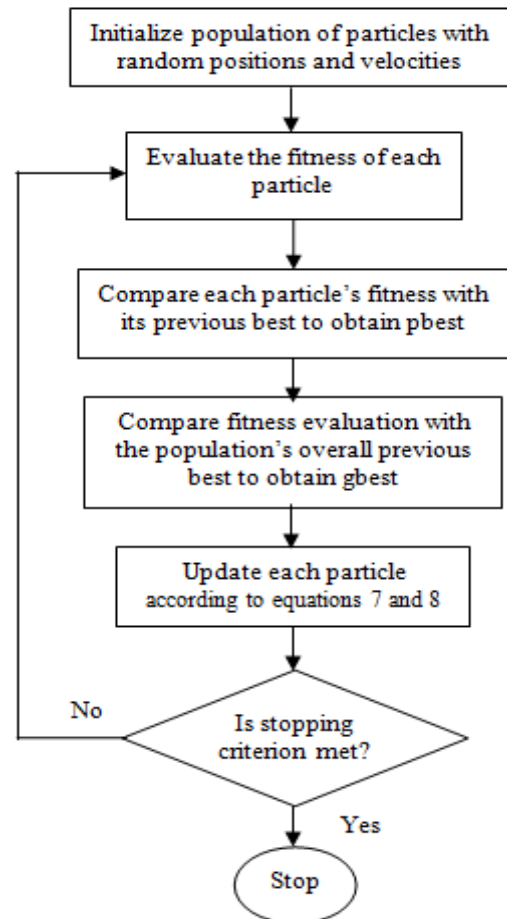 Initialize population of particles with
random positions and velocities
Evaluate the fitness of each
particle
Compare each particle’s fitness with
its previous best to obtain pbest
Compare fitness evaluation with
the population’s overall previous
best to obtain gbest
Update each particle
according to equations 7 and 8
No
Is stopping
criterion met?
Yes
Stop